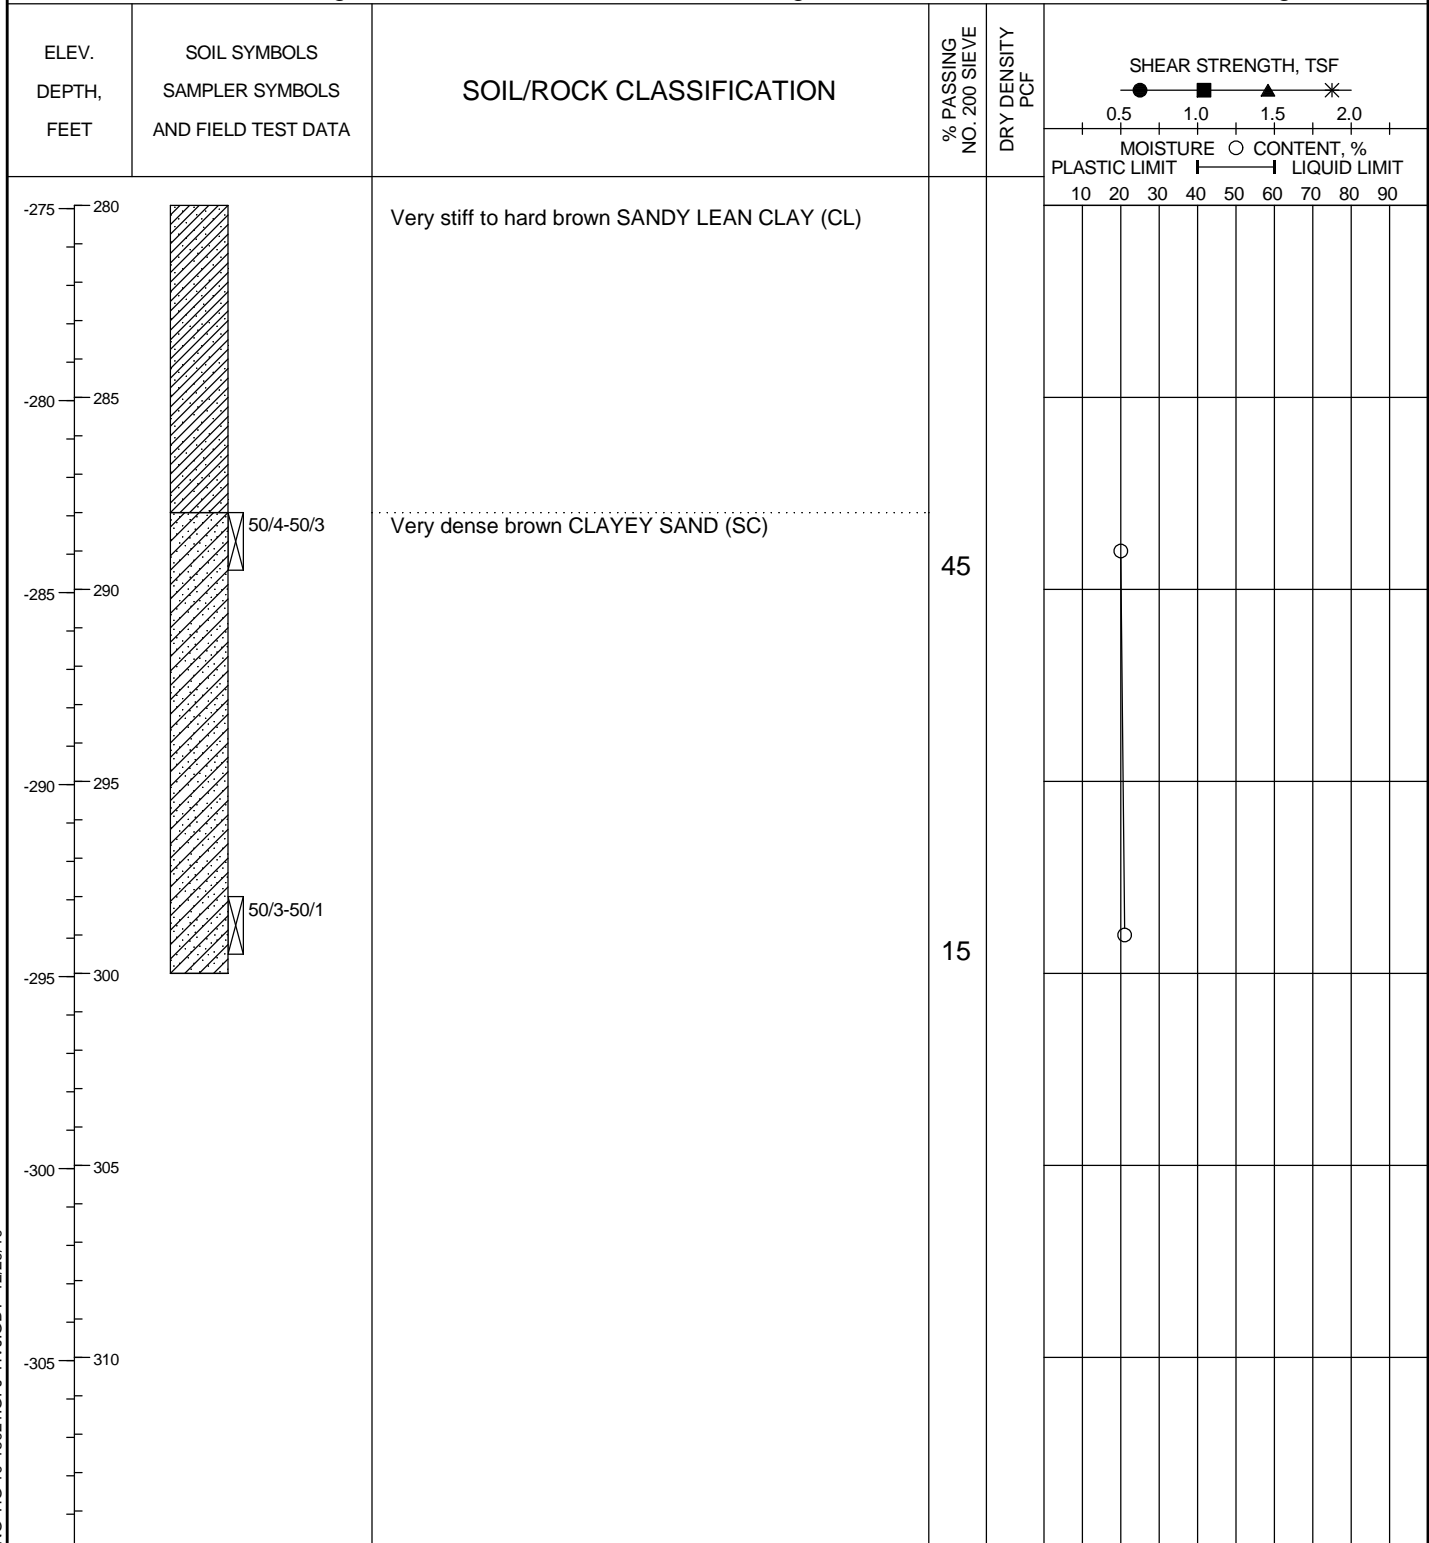 ELEV.
DEPTH,
FEET
SOIL SYMBOLS
SAMPLER SYMBOLS
AND FIELD TEST DATA
SOIL/ROCK CLASSIFICATION
% PASSING
NO. 200 SIEVE
DRY DENSITY
PCF
SHEAR STRENGTH, TSF
0.5 1.0 1.5 2.0
MOISTURE CONTENT, %
PLASTIC LIMIT LIQUID LIMIT
10 20 30 40 50 60 70 80 90
-275 280
Very stiff to hard brown SANDY LEAN CLAY (CL)
-280 285
50/4-50/3
Very dense brown CLAYEY SAND (SC)
45
-285 290
-290 295
50/3-50/1
15
-295 300
-300 305
-305 310